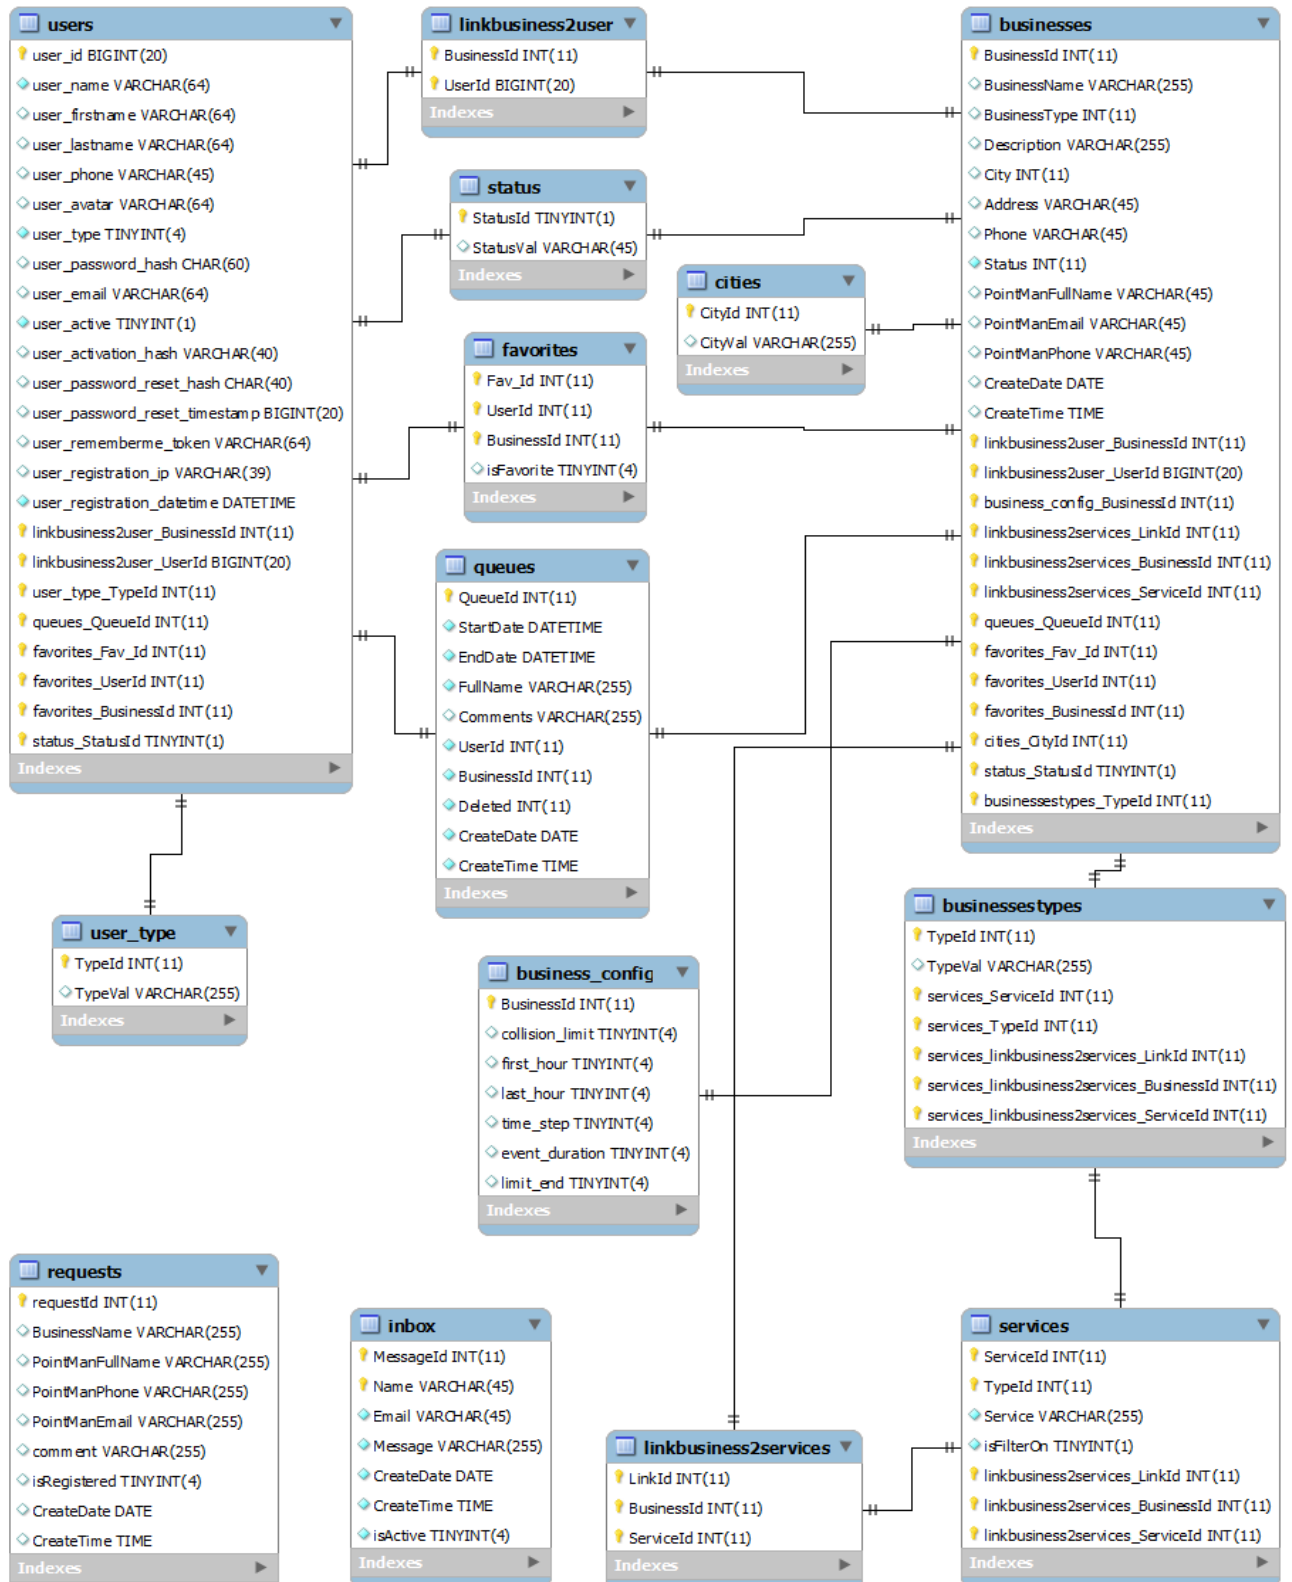 users
user_id BIGINT(20)
user_name VARCHAR(64)
user_firstname VARCHAR(64)
user_lastname VARCHAR(64)
user_phone VARCHAR(45)
user_avatar VARCHAR(64)
user_type TINYINT(4)
user_password_hash CHAR(60)
user_email VARCHAR(64)
user_active TINYINT(1)
user_activation_hash VARCHAR(40)
user_password_reset_hash CHAR(40)
user_password_reset_timestamp BIGINT(20)
user_rememberme_token VARCHAR(64)
user_registration_ip VARCHAR(39)
user_registration_datetime DATETIME
linkbusiness2user_BusinessId INT(11)
linkbusiness2user_UserId BIGINT(20)
user_type_TypeId INT(11)
queues_QueueId INT(11)
favorites_Fav_Id INT(11)
favorites_UserId INT(11)
favorites_BusinessId INT(11)
status_StatusId TINYINT(1)
Indexes
linkbusiness2user
BusinessId INT(11)
UserId BIGINT(20)
Indexes
status
StatusId TINYINT(1)
StatusVal VARCHAR(45)
Indexes
cities
CityId INT(11)
CityVal VARCHAR(255)
Indexes
favorites
Fav_Id INT(11)
UserId INT(11)
BusinessId INT(11)
isFavorite TINYINT(4)
Indexes
queues
QueueId INT(11)
StartDate DATETIME
EndDate DATETIME
FullName VARCHAR(255)
Comments VARCHAR(255)
UserId INT(11)
BusinessId INT(11)
Deleted INT(11)
CreateDate DATE
CreateTime TIME
Indexes
businesses
BusinessId INT(11)
BusinessName VARCHAR(255)
BusinessType INT(11)
Description VARCHAR(255)
City INT(11)
Address VARCHAR(45)
Phone VARCHAR(45)
Status INT(11)
PointManFullName VARCHAR(45)
PointManEmail VARCHAR(45)
PointManPhone VARCHAR(45)
CreateDate DATE
CreateTime TIME
linkbusiness2user_BusinessId INT(11)
linkbusiness2user_UserId BIGINT(20)
business_config_BusinessId INT(11)
linkbusiness2services_LinkId INT(11)
linkbusiness2services_BusinessId INT(11)
linkbusiness2services_ServiceId INT(11)
queues_QueueId INT(11)
favorites_Fav_Id INT(11)
favorites_UserId INT(11)
favorites_BusinessId INT(11)
cities_CityId INT(11)
status_StatusId TINYINT(1)
businessestypes_TypeId INT(11)
Indexes
user_type
TypeId INT(11)
TypeVal VARCHAR(255)
Indexes
business_config
BusinessId INT(11)
collision_limit TINYINT(4)
first_hour TINYINT(4)
last_hour TINYINT(4)
time_step TINYINT(4)
event_duration TINYINT(4)
limit_end TINYINT(4)
Indexes
businessestypes
TypeId INT(11)
TypeVal VARCHAR(255)
services_ServiceId INT(11)
services_TypeId INT(11)
services_linkbusiness2services_LinkId INT(11)
services_linkbusiness2services_BusinessId INT(11)
services_linkbusiness2services_ServiceId INT(11)
Indexes
requests
requestId INT(11)
BusinessName VARCHAR(255)
PointManFullName VARCHAR(255)
PointManPhone VARCHAR(255)
PointManEmail VARCHAR(255)
comment VARCHAR(255)
isRegistered TINYINT(4)
CreateDate DATE
CreateTime TIME
Indexes
inbox
MessageId INT(11)
Name VARCHAR(45)
Email VARCHAR(45)
Message VARCHAR(255)
CreateDate DATE
CreateTime TIME
isActive TINYINT(4)
Indexes
linkbusiness2services
LinkId INT(11)
BusinessId INT(11)
ServiceId INT(11)
Indexes
services
ServiceId INT(11)
TypeId INT(11)
Service VARCHAR(255)
isFilterOn TINYINT(1)
linkbusiness2services_LinkId INT(11)
linkbusiness2services_BusinessId INT(11)
linkbusiness2services_ServiceId INT(11)
Indexes